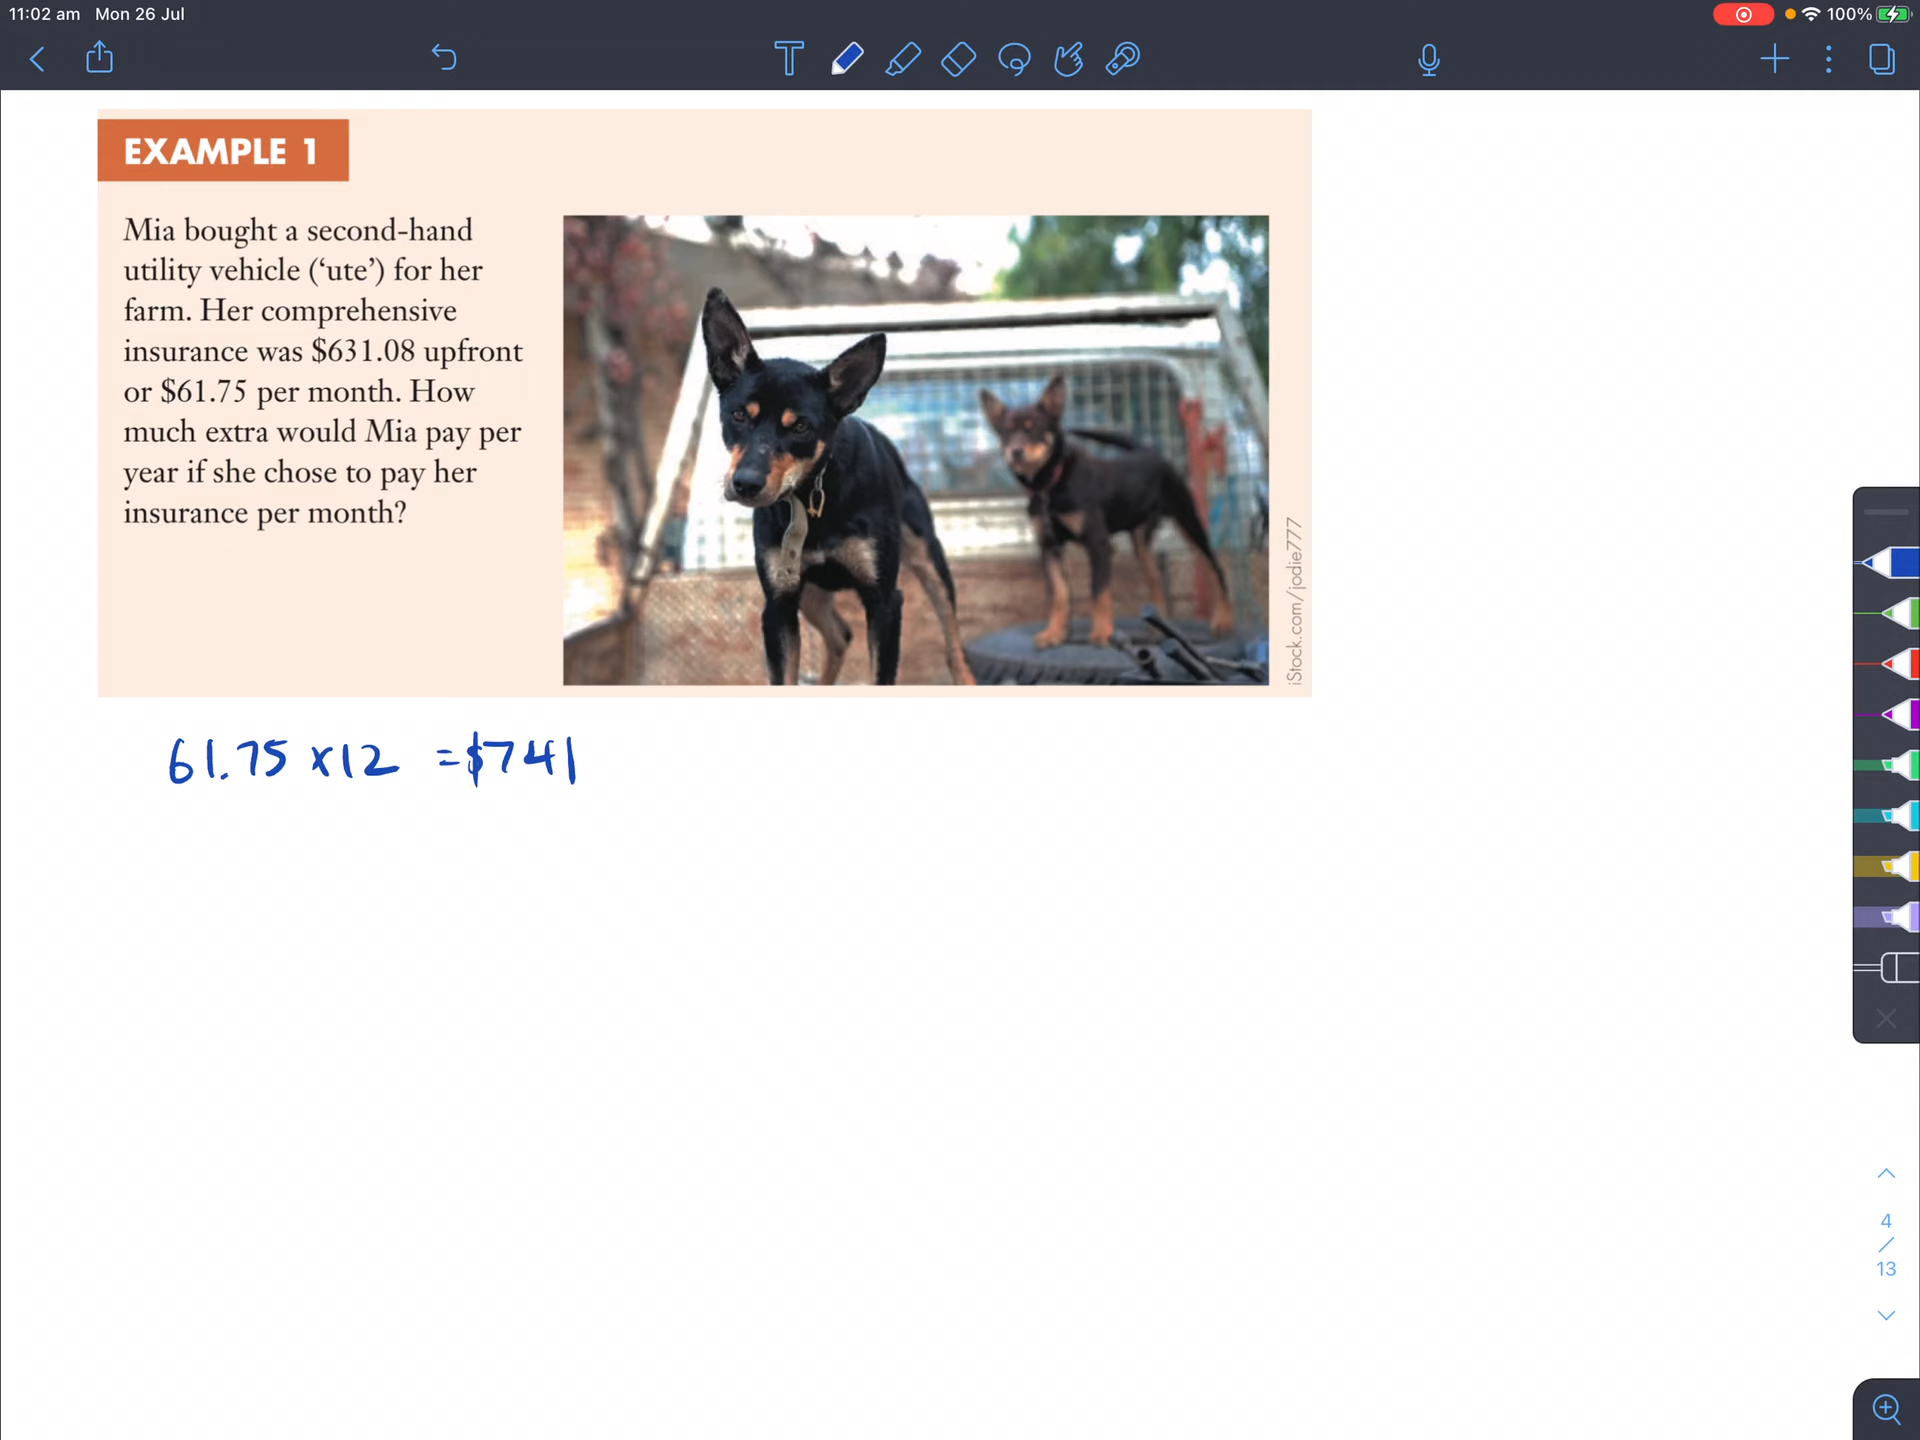 11:02 am Mon 26 Jul
100%
T
EXAMPLE 1
Mia bought a second-hand
utility vehicle (‘ute’) for her
farm. Her comprehensive
insurance was $631.08 upfront
or $61.75 per month. How
much extra would Mia pay per
year if she chose to pay her
insurance per month?
iStock.com/jodie777
61.75 x12 =$741
4
/
13